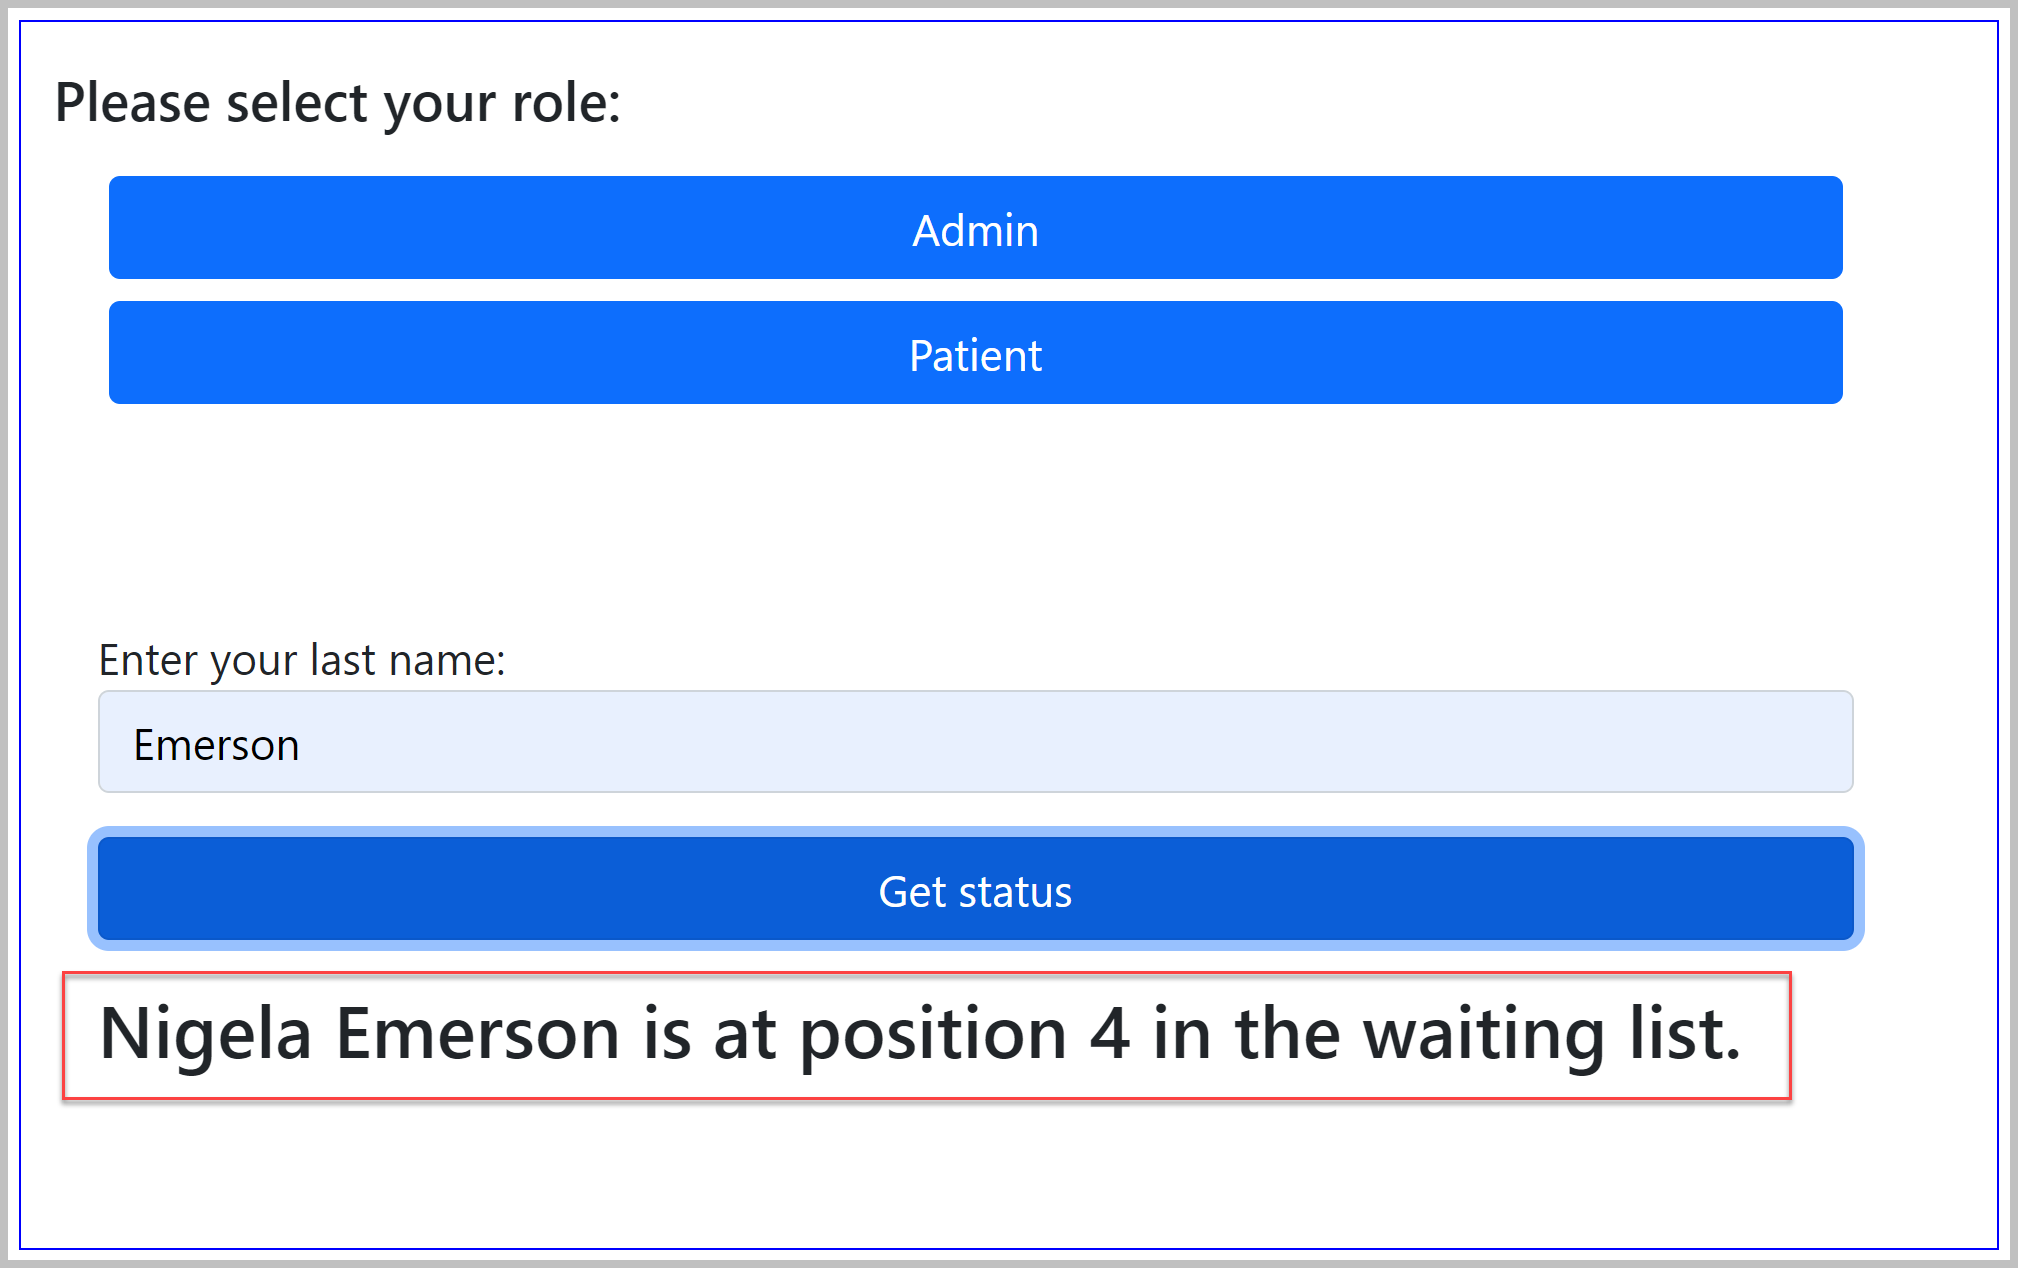 Please select your role:
Admin
Patient
Enter your last name:
Emerson
Get status
Nigela Emerson is at position 4 in the waiting list.